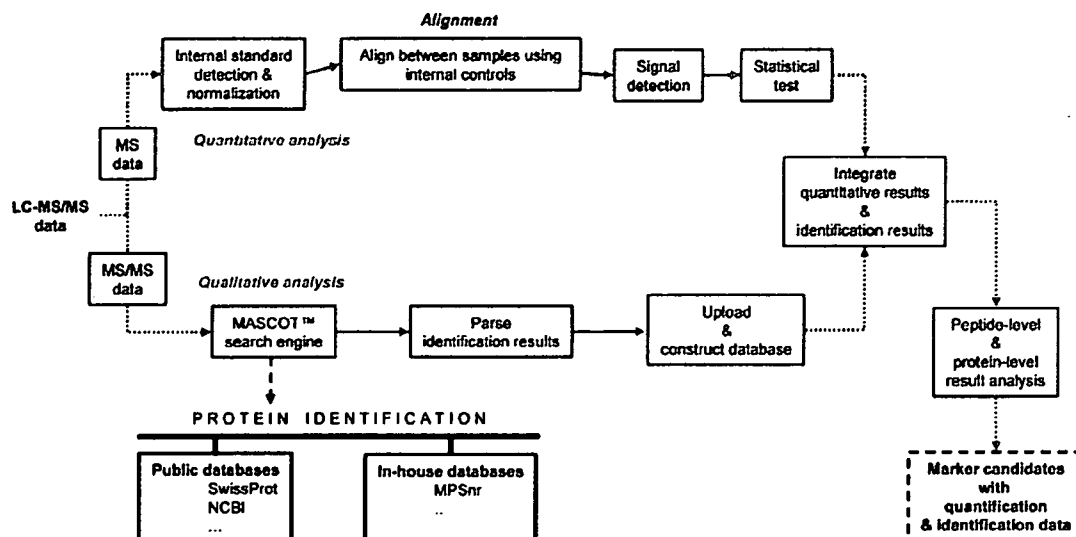 Alignment
Internal standard
detection &
normalization
Align between samples using
internal controls
Signal
detection
Statistical
test
Quantitative analysis
MS
data
LC-MS/MS
data
MS/MS
data
Integrate
quantitative results
&
identification results
Qualitative analysis
MASCOT™
search engine
Parse
identification results
Upload
&
construct database
Peptido-level
&
protein-level
result analysis
PROTEIN IDENTIFICATION
Public databases
SwissProt
NCBI
...
In-house databases
MPSnr
..
Marker candidates
with
quantification
& identification data